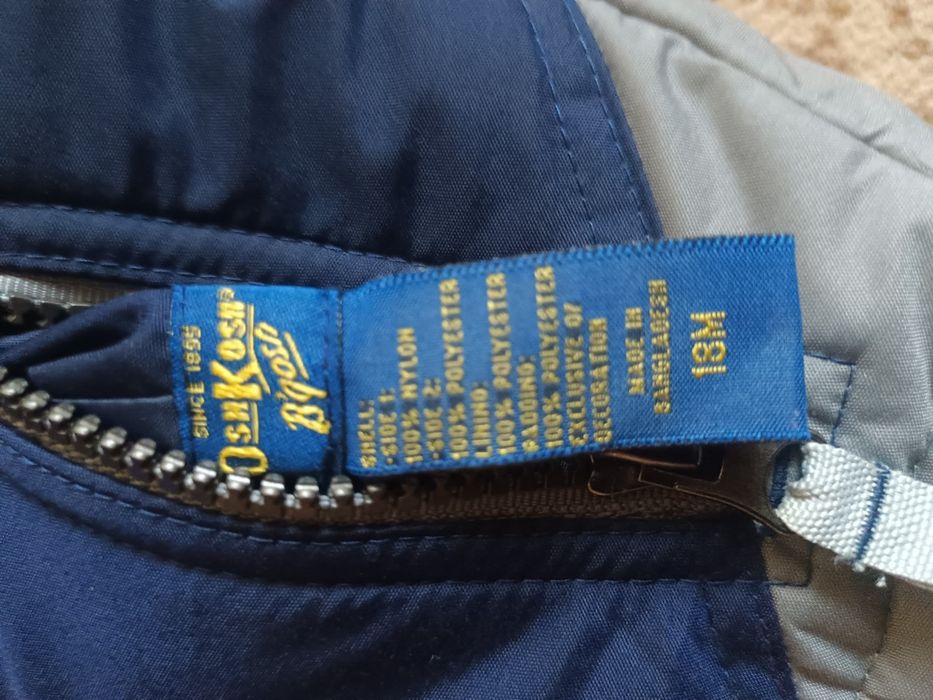 SINCE 1895
OSHKOSH
B'gosh
SHELL:
-SIDE 1:
100% NYLON
-SIDE 2:
100% POLYESTER
LINING:
100% POLYESTER
PADDING:
100% POLYESTER
EXCLUSIVE OF
DECORATION
MADE IN
BANGLADESH
18M